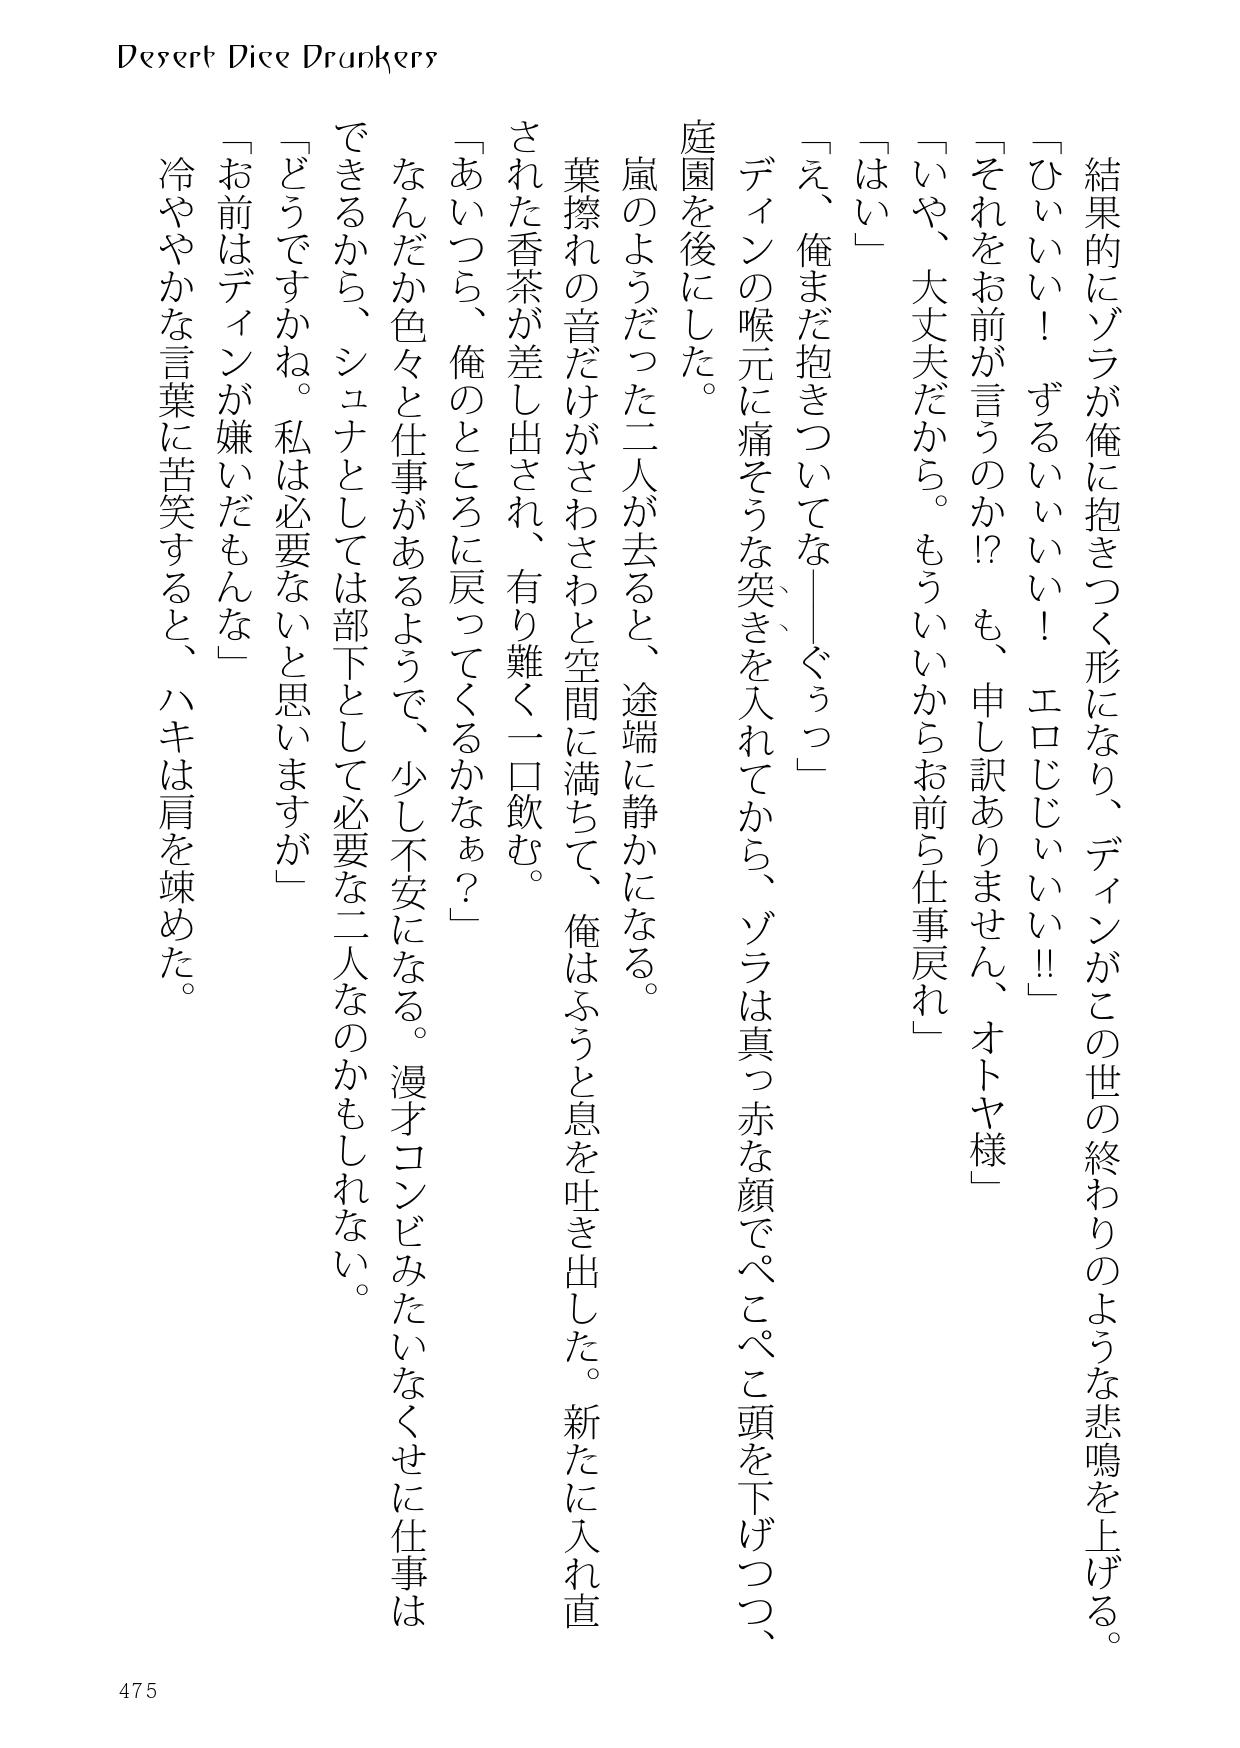 Desert Dice Drunkers
　結果的にゾラが俺に抱きつく形になり、ディンがこの世の終わりのような悲鳴を上げる。
「ひぃいい！　ずるいいぃいい！　エロじじぃいい!!」
「それをお前が言うのか!?　も、申し訳ありません、オトヤ様」
「いや、大丈夫だから。もういいからお前ら仕事戻れ」
「はい」
「え、俺まだ抱きついてな――ぐぅっ」
　ディンの喉元に痛そうな突きを入れてから、ゾラは真っ赤な顔でぺこぺこ頭を下げつつ、
庭園を後にした。
　嵐のようだった二人が去ると、途端に静かになる。
　葉擦れの音だけがさわさわと空間に満ちて、俺はふうと息を吐き出した。新たに入れ直
された香茶が差し出され、有り難く一口飲む。
「あいつら、俺のところに戻ってくるかなぁ？」
　なんだか色々と仕事があるようで、少し不安になる。漫才コンビみたいなくせに仕事は
できるから、シュナとしては部下として必要な二人なのかもしれない。
「どうですかね。私は必要ないと思いますが」
「お前はディンが嫌いだもんな」
　冷ややかな言葉に苦笑すると、ハキは肩を竦めた。
475